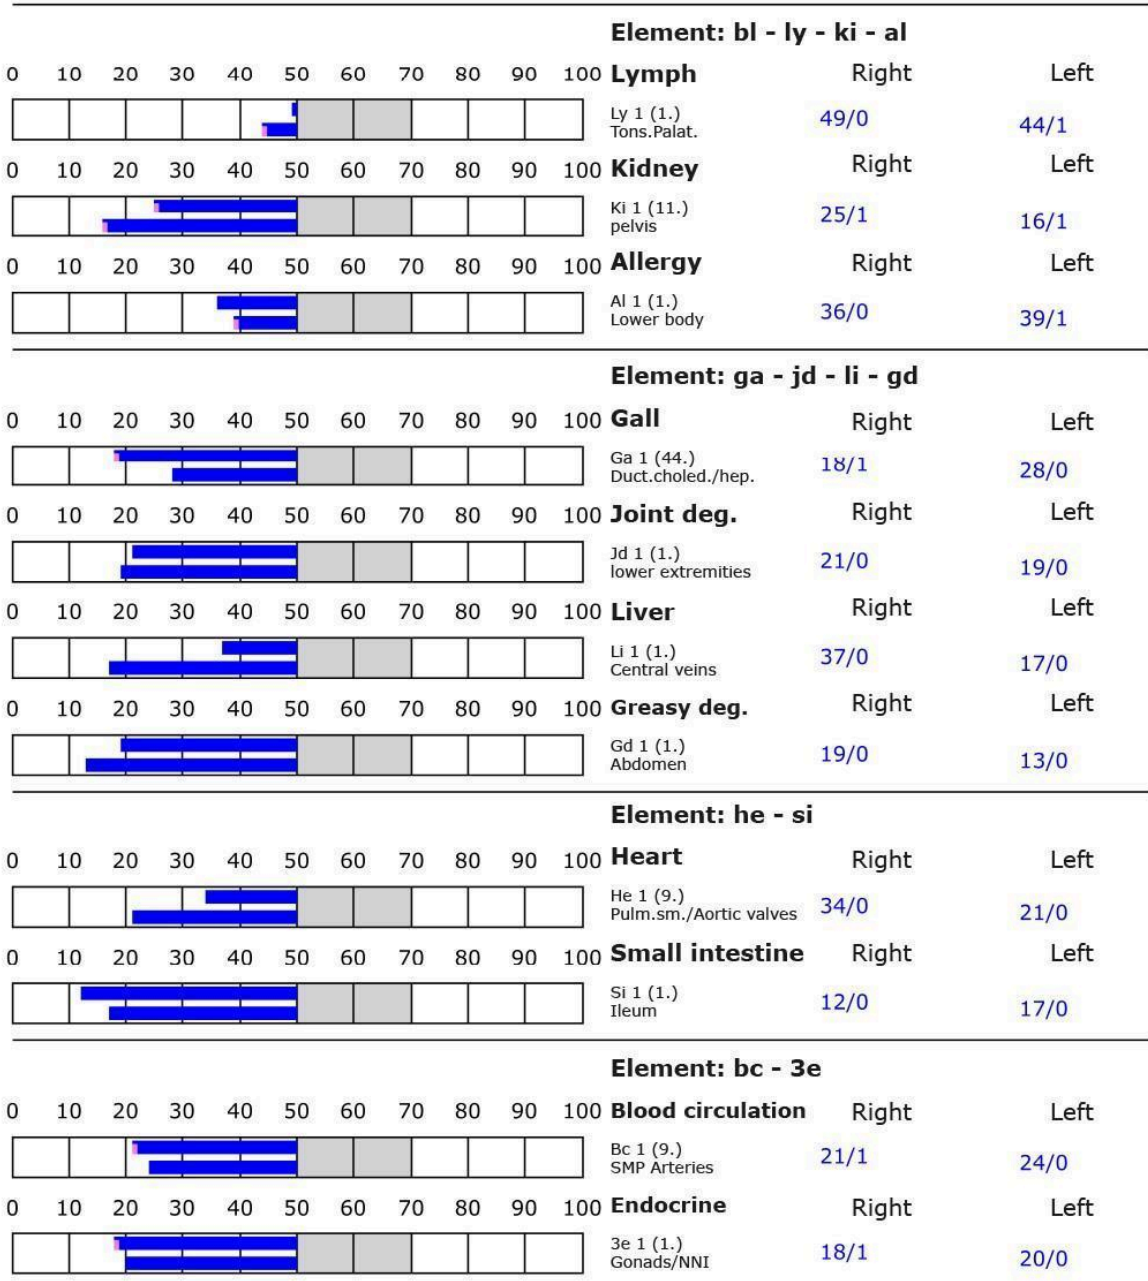 Element: bl - ly - ki - al
0 10 20 30 40 50 60 70 80 90 100 Lymph Right Left
Ly 1 (1.) 49/0 44/1
Tons.Palat.
0 10 20 30 40 50 60 70 80 90 100 Kidney Right Left
Ki 1 (11.) 25/1 16/1
pelvis
0 10 20 30 40 50 60 70 80 90 100 Allergy Right Left
Al 1 (1.) 36/0 39/1
Lower body
Element: ga - jd - li - gd
0 10 20 30 40 50 60 70 80 90 100 Gall Right Left
Ga 1 (44.) 18/1 28/0
Duct.choled./hep.
0 10 20 30 40 50 60 70 80 90 100 Joint deg. Right Left
Jd 1 (1.) 21/0 19/0
lower extremities
0 10 20 30 40 50 60 70 80 90 100 Liver Right Left
Li 1 (1.) 37/0 17/0
Central veins
0 10 20 30 40 50 60 70 80 90 100 Greasy deg. Right Left
Gd 1 (1.) 19/0 13/0
Abdomen
Element: he - si
0 10 20 30 40 50 60 70 80 90 100 Heart Right Left
He 1 (9.) 34/0 21/0
Pulm.sm./Aortic valves
0 10 20 30 40 50 60 70 80 90 100 Small intestine Right Left
Si 1 (1.) 12/0 17/0
Ileum
Element: bc - 3e
0 10 20 30 40 50 60 70 80 90 100 Blood circulation Right Left
Bc 1 (9.) 21/1 24/0
SMP Arteries
0 10 20 30 40 50 60 70 80 90 100 Endocrine Right Left
3e 1 (1.) 18/1 20/0
Gonads/NNI